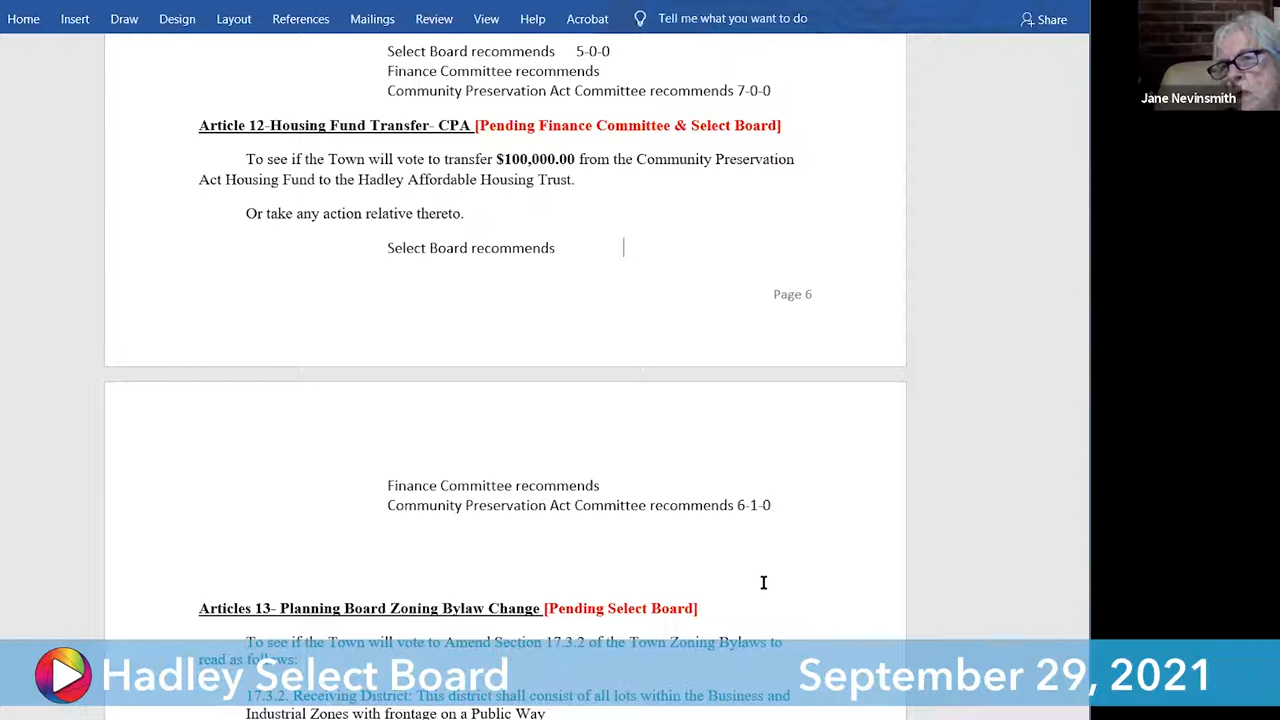 Home Insert Draw Design Layout References Mailings Review View Help Acrobat Tell me what you want to do Share
Select Board recommends 5-0-0
Finance Committee recommends
Community Preservation Act Committee recommends 7-0-0
Jane Nevinsmith
Article 12-Housing Fund Transfer- CPA [Pending Finance Committee & Select Board]
To see if the Town will vote to transfer $100,000.00 from the Community Preservation
Act Housing Fund to the Hadley Affordable Housing Trust.
Or take any action relative thereto.
Select Board recommends
Page 6
Finance Committee recommends
Community Preservation Act Committee recommends 6-1-0
Articles 13- Planning Board Zoning Bylaw Change [Pending Select Board]
To see if the Town will vote to Amend Section 17.3.2 of the Town Zoning Bylaws to
read as follows:
Hadley Select Board September 29, 2021
17.3.2. Receiving District: This district shall consist of all lots within the Business and
Industrial Zones with frontage on a Public Way